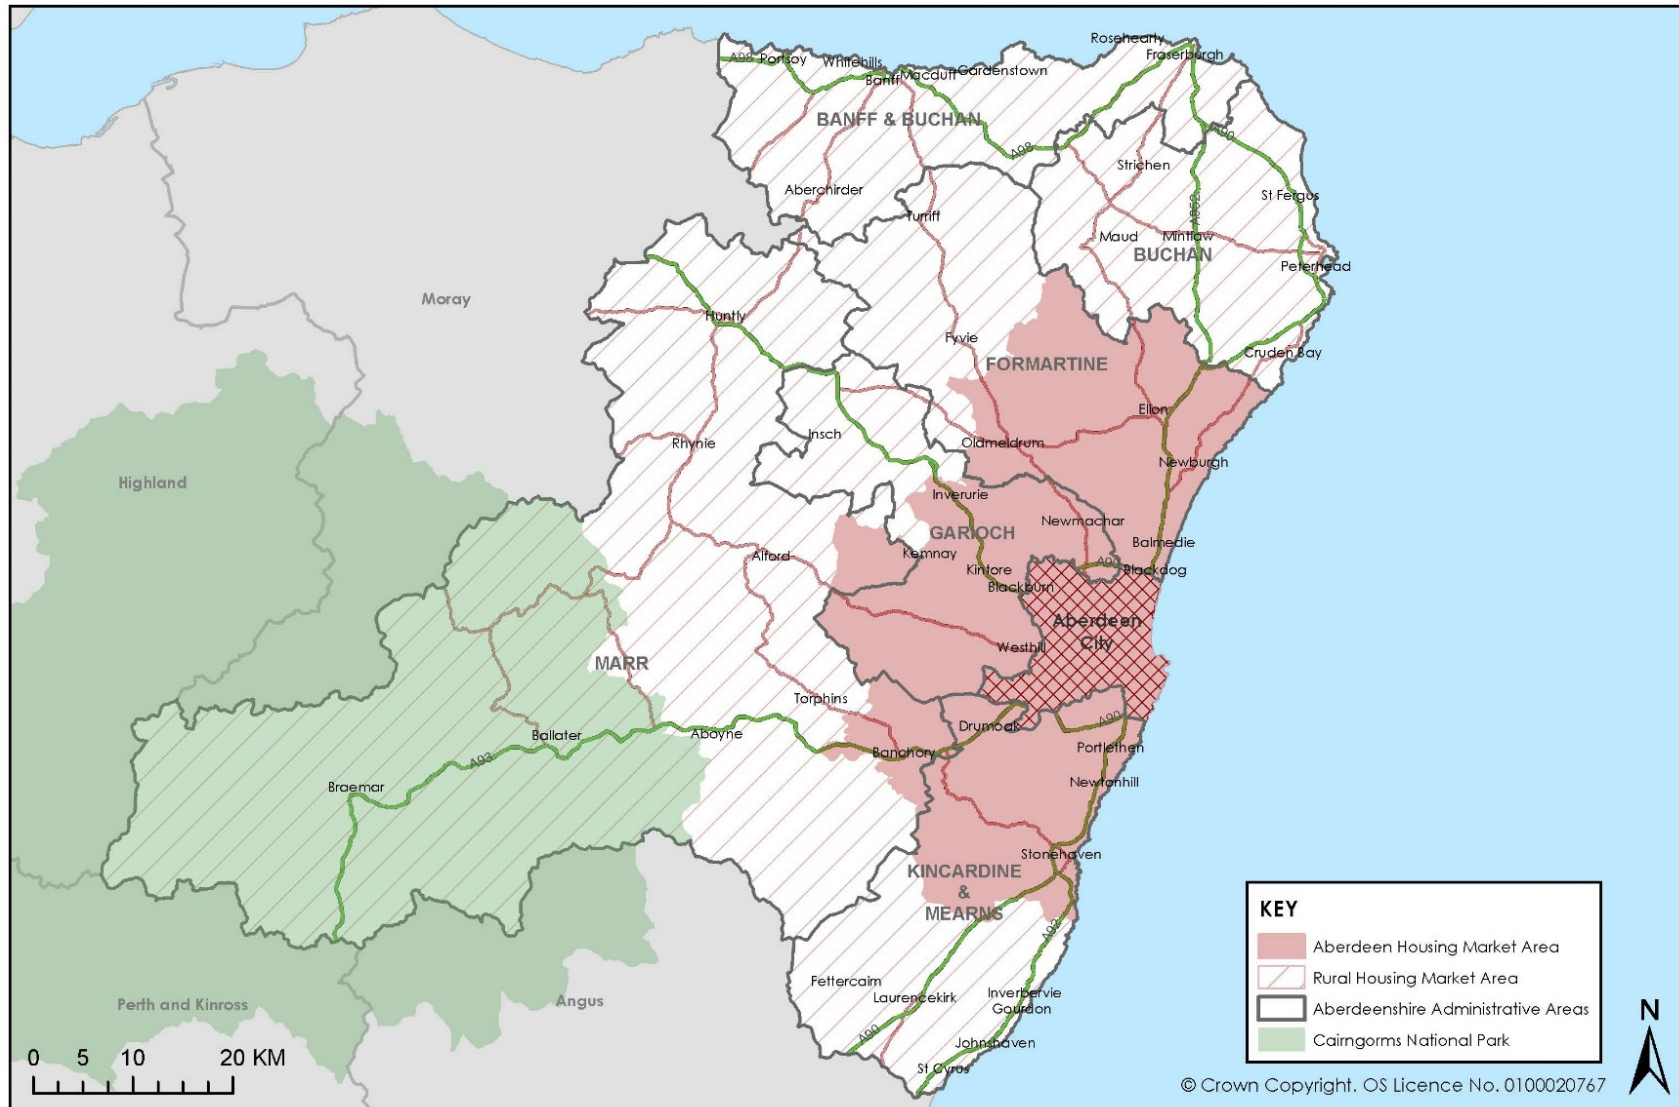 Rosehearly
Fraserburgh
A98
Portsoy
Whitehills
Banff
Macduff
Gardenstown
BANFF & BUCHAN
A98
A90
Strichen
Aberchirder
St Fergus
A952
Turriff
Maud
Mintlaw
BUCHAN
Peterhead
Moray
Huntly
Fyvie
Cruden Bay
FORMARTINE
Ellon
Insch
Rhynie
Oldmeldrum
Newburgh
Highland
Inverurie
Newmachar
GARIOCH
Balmedie
Kemnay
Alford
A90
Blackdog
Kintore
Blackburn
Aberdeen
City
Westhill
MARR
Torphins
Drumoak
A90
Ballater
Aboyne
Banchory
Portlethen
A93
Newtonhill
Braemar
Stonehaven
KINCARDINE
&
MEARNS
A92
Fettercairn
Laurencekirk
Inverbervie
Gourdon
Perth and Kinross
Angus
A90
Johnshaven
St Cyrus
0 5 10 20 KM
KEY
Aberdeen Housing Market Area
Rural Housing Market Area
Aberdeenshire Administrative Areas
Cairngorms National Park
N
© Crown Copyright. OS Licence No. 0100020767